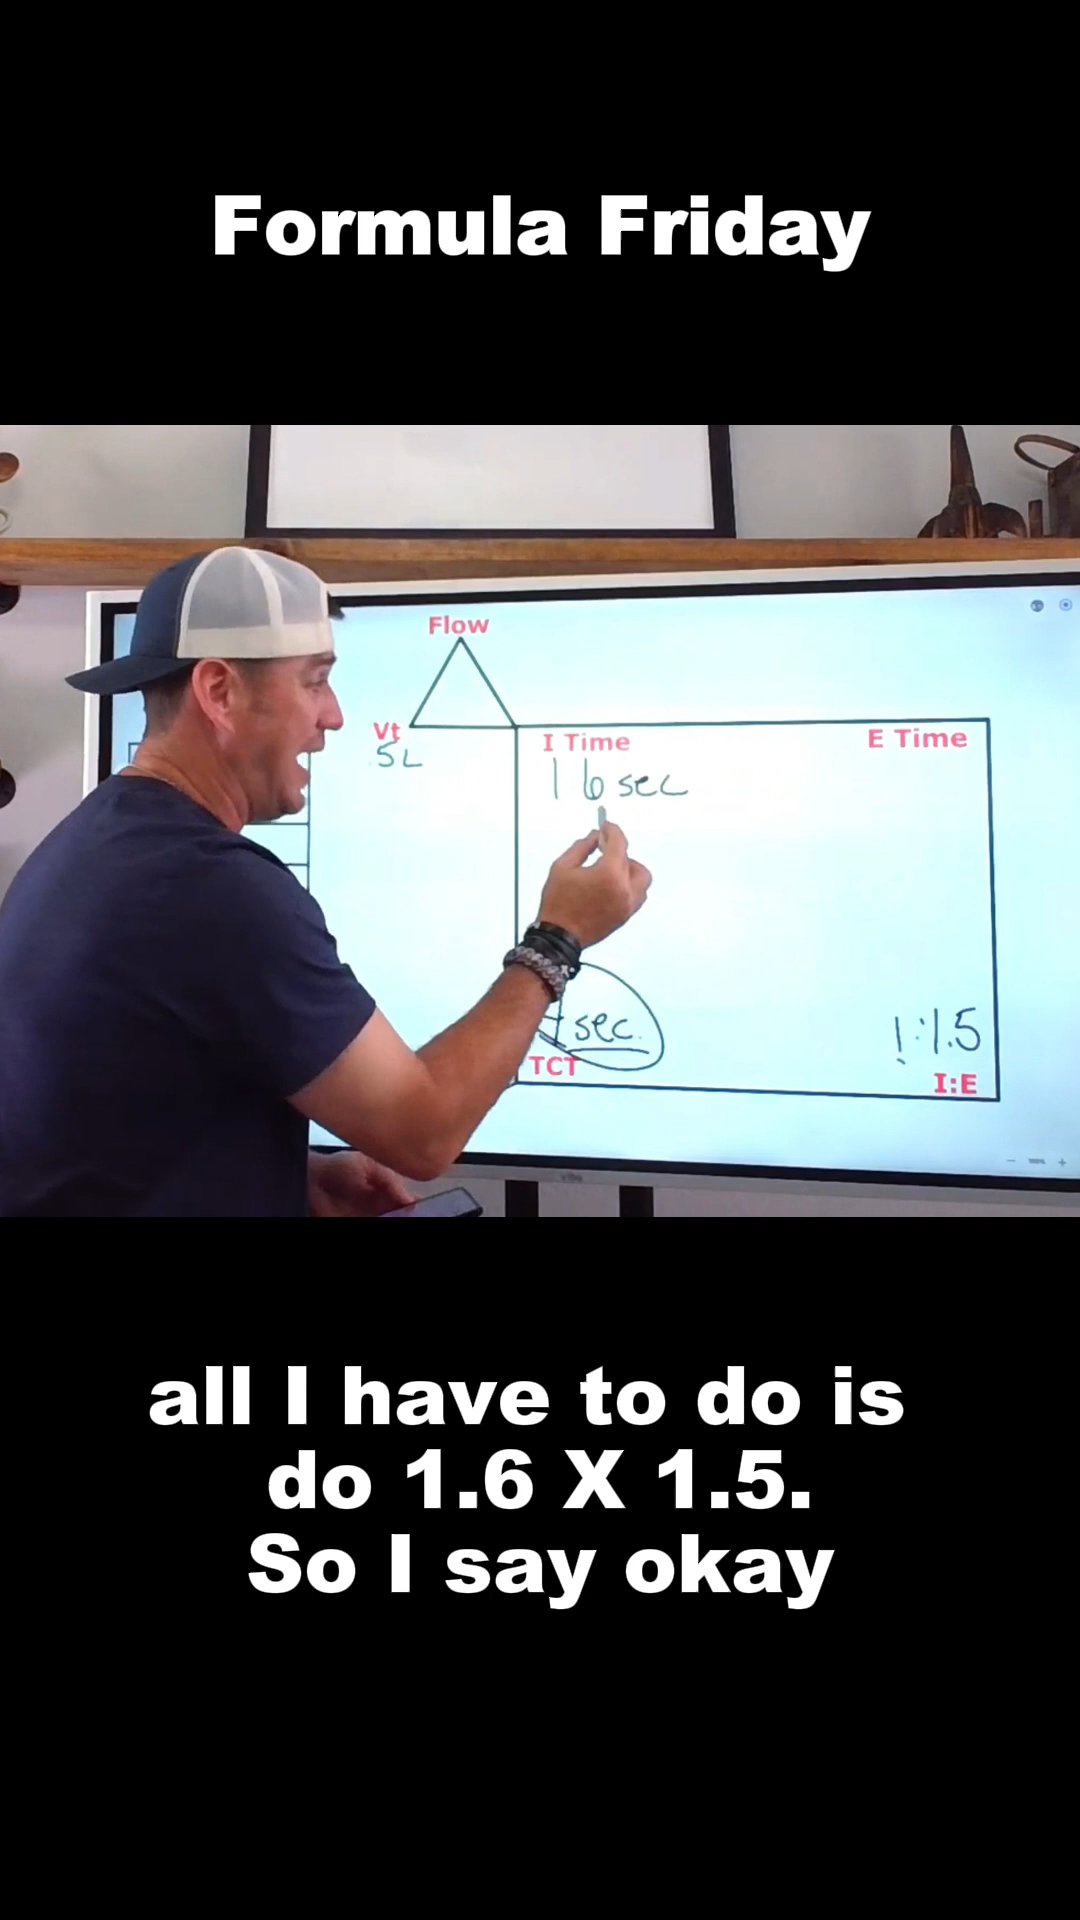 Formula Friday
Flow
Vt
.5L
I Time
1 6 sec
E Time
sec.
TCT
1:1.5
I:E
all I have to do is
do 1.6 X 1.5.
So I say okay